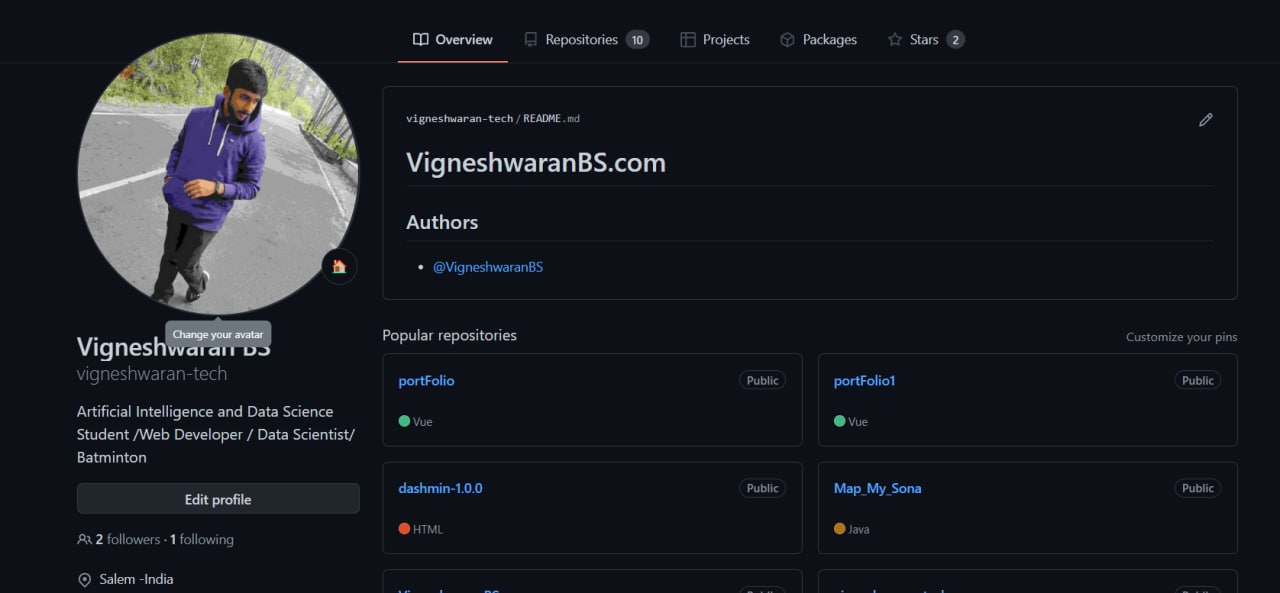 Overview
Repositories 10
Projects
Packages
Stars 2
vigneshwaran-tech/README.md
VigneshwaranBS.com
Authors
@VigneshwaranBS
Change your avatar
Vigneshwaran BS
vigneshwaran-tech
Artificial Intelligence and Data Science
Student /Web Developer / Data Scientist/
Batminton
Edit profile
2 followers · 1 following
Salem -India
Popular repositories
Customize your pins
portFolio Public
Vue
portFolio1 Public
Vue
dashmin-1.0.0 Public
HTML
Map_My_Sona Public
Java